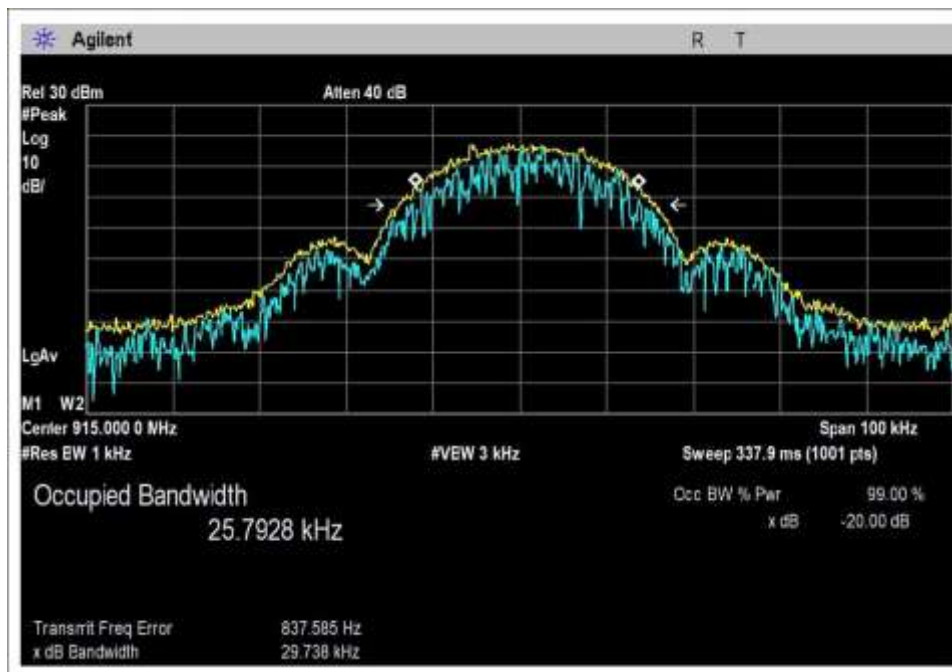 Agilent
R T
Rel 30 dBm Atten 40 dB
#Peak
Log
10
dB/
LgAv
M1 W2
Center 915.000 0 MHz Span 100 kHz
#Res BW 1 kHz #VBW 3 kHz Sweep 337.9 ms (1001 pts)
Occupied Bandwidth
25.7928 kHz
Occ BW % Pwr 99.00 %
x dB -20.00 dB
Transmit Freq Error 837.585 Hz
x dB Bandwidth 29.738 kHz